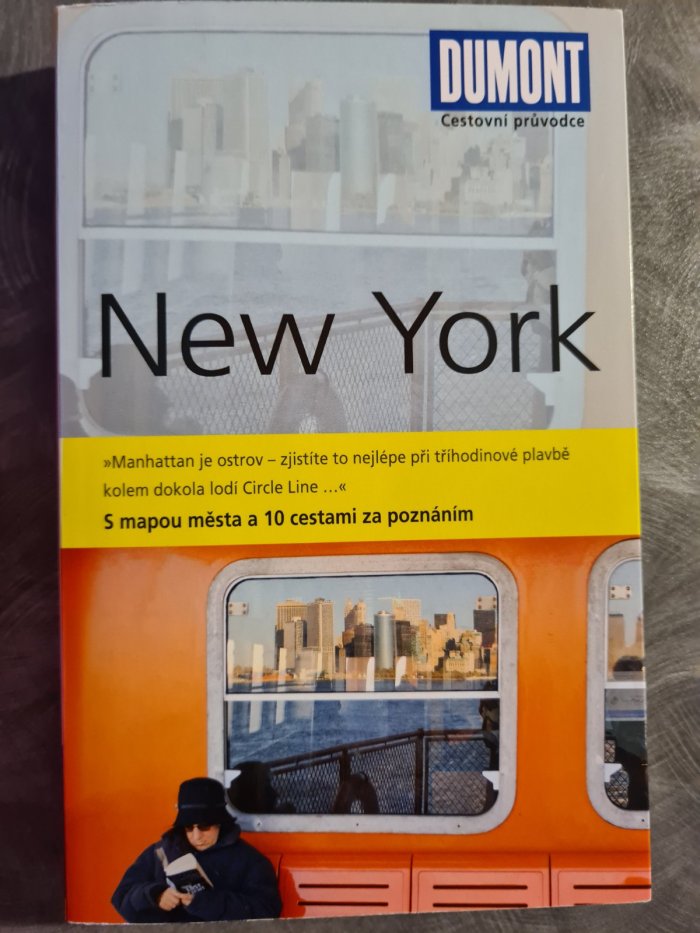 DUMONT
Cestovní průvodce
New York
»Manhattan je ostrov – zjistíte to nejlépe při tříhodinové plavbě
kolem dokola lodí Circle Line ...«
S mapou města a 10 cestami za poznáním